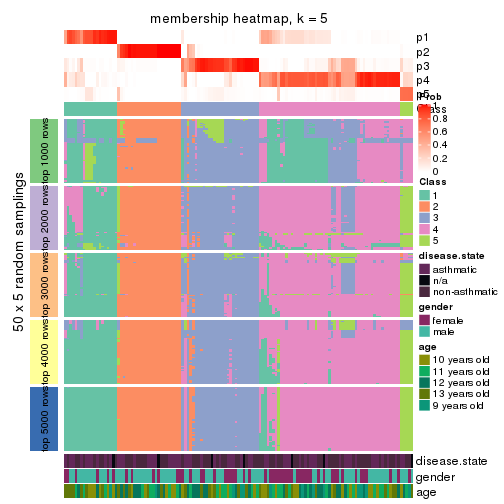 membership heatmap, k = 5
p1
p2
p3
p4
p5
Prob
1
0.8
0.6
0.4
0.2
0
Class
Class
1
2
3
4
5
disease.state
asthmatic
n/a
non-asthmatic
gender
female
male
age
10 years old
11 years old
12 years old
13 years old
9 years old
50 x 5 random samplings
top 1000 rows
top 2000 rows
top 3000 rows
top 4000 rows
top 5000 rows
disease.state
gender
age